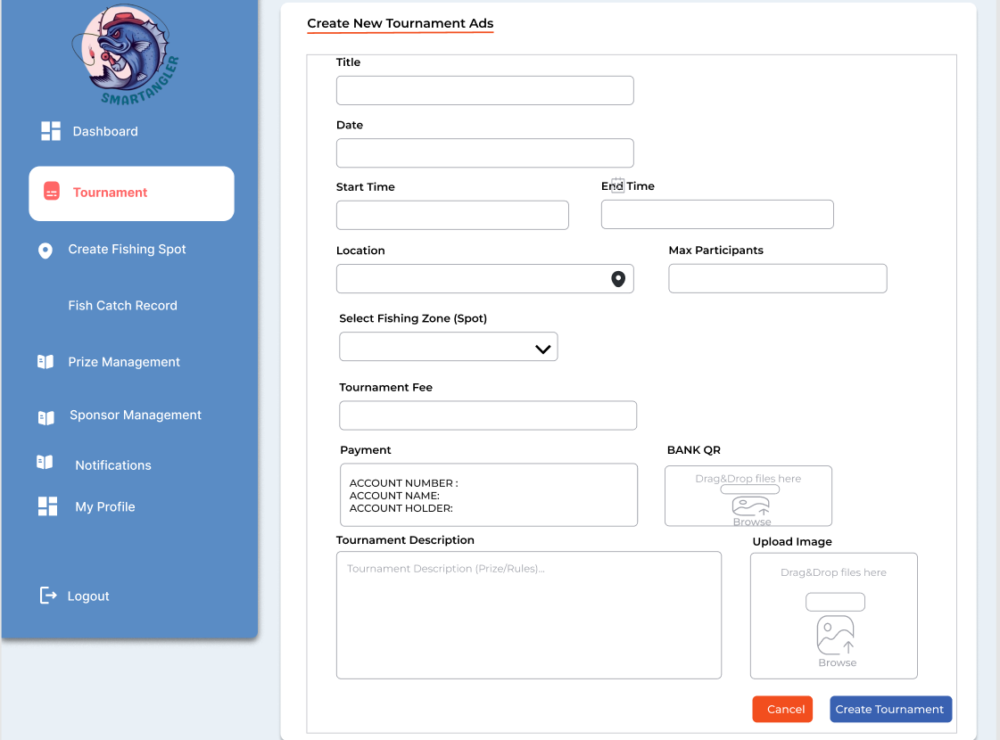 SMARTANGLER
Dashboard
Tournament
Create Fishing Spot
Fish Catch Record
Prize Management
Sponsor Management
Notifications
My Profile
Logout
Create New Tournament Ads
Title
Date
Start Time
End Time
Location
Max Participants
Select Fishing Zone (Spot)
Tournament Fee
Payment
ACCOUNT NUMBER :
ACCOUNT NAME:
ACCOUNT HOLDER:
BANK QR
Drag&Drop files here
Browse
Tournament Description
Tournament Description (Prize/Rules)...
Upload Image
Drag&Drop files here
Browse
Cancel
Create Tournament